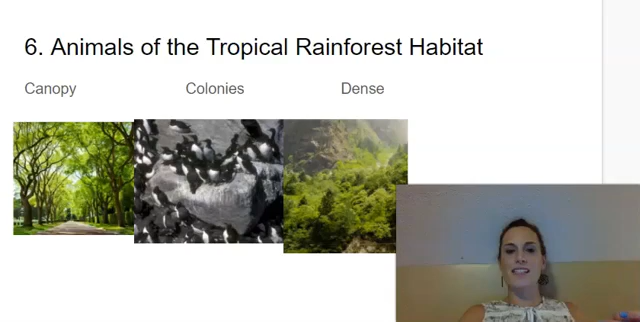 6. Animals of the Tropical Rainforest Habitat
Canopy Colonies Dense